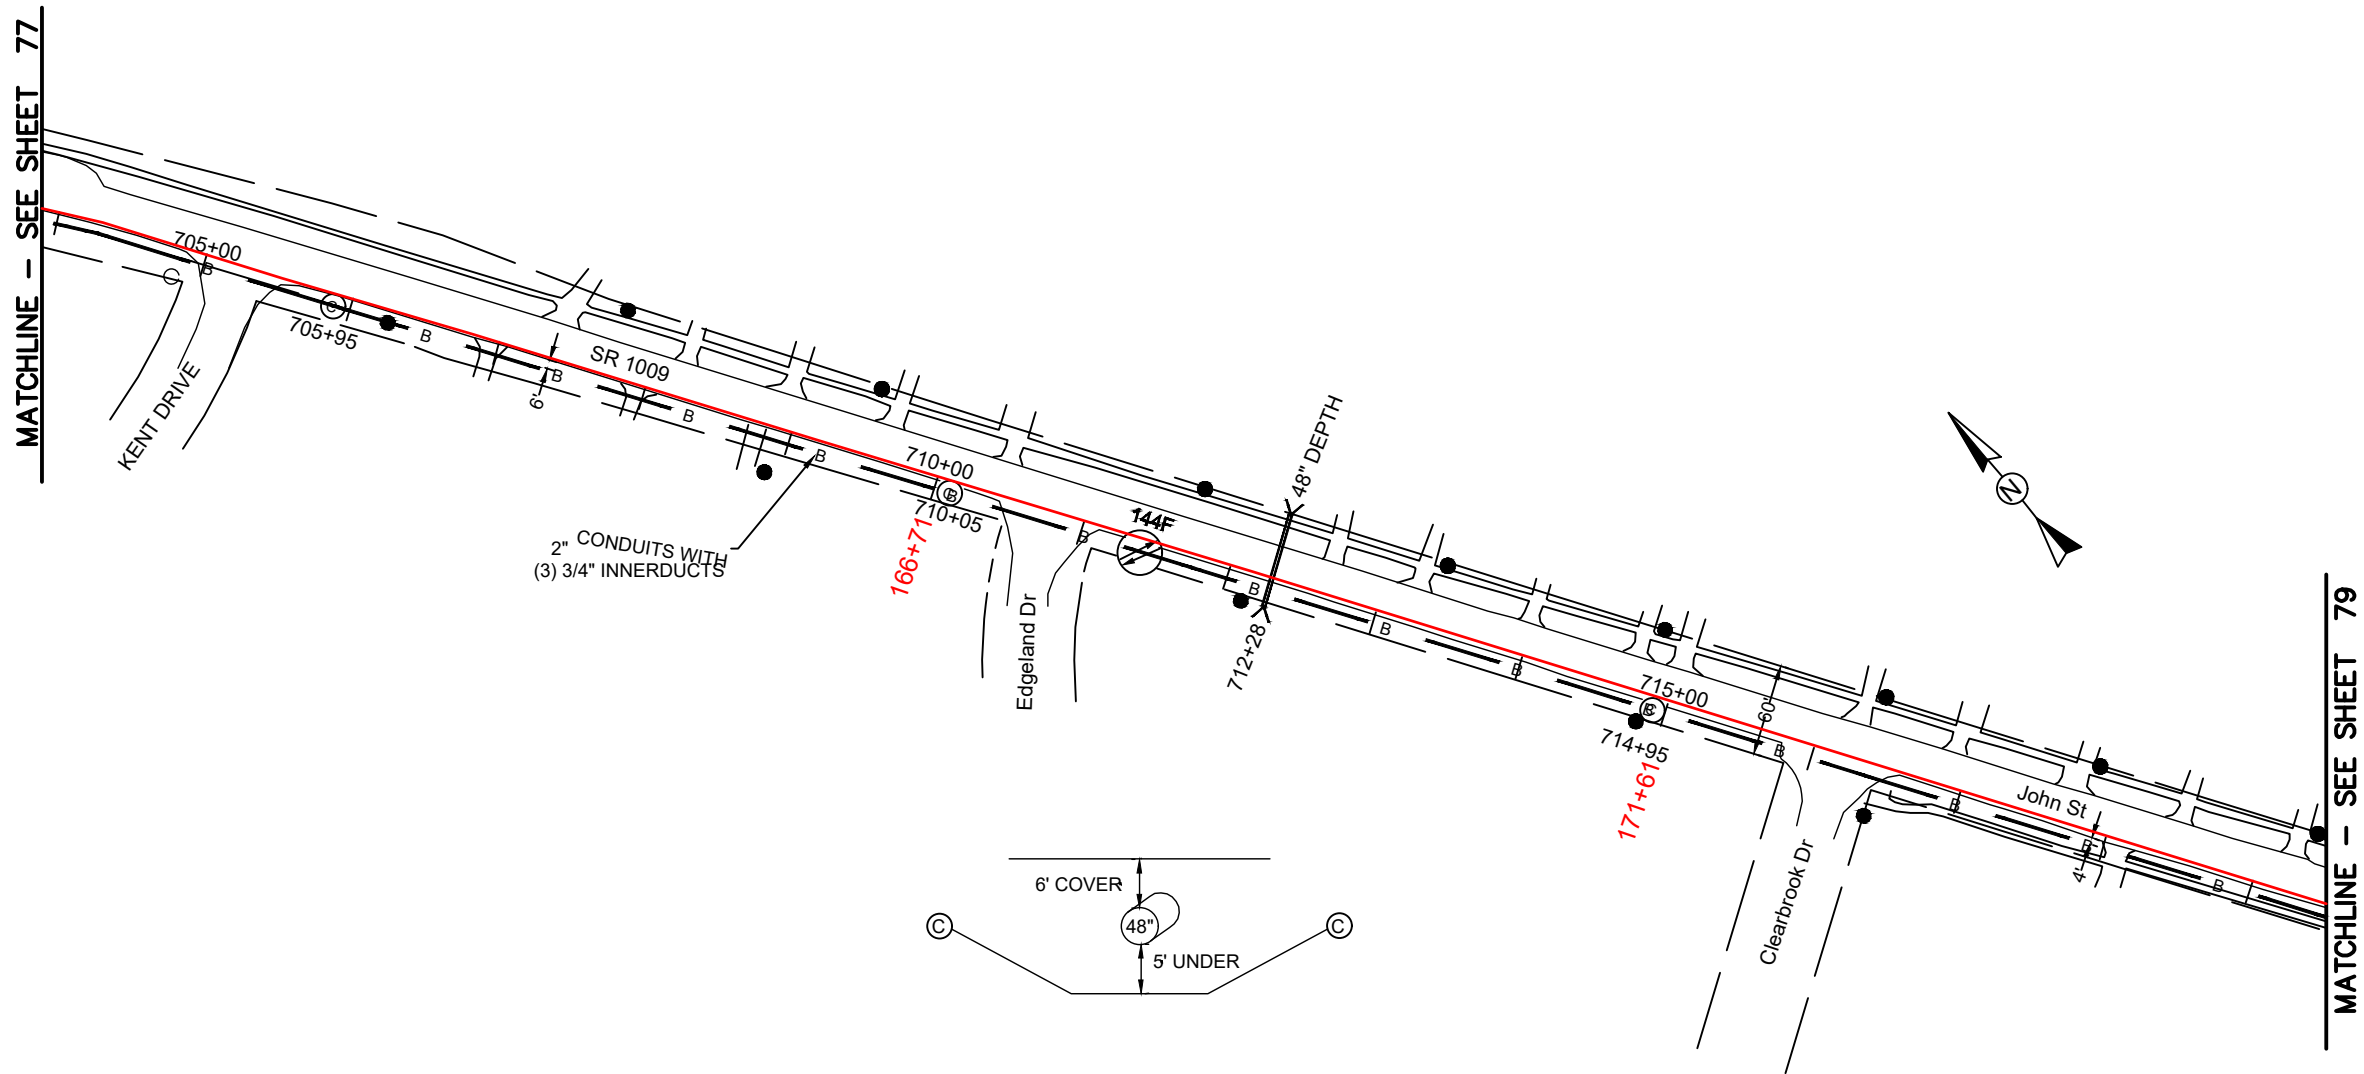 MATCHLINE - SEE SHEET 77
705+00
B
C
KENT DRIVE
C
705+95
B
6'
B
SR 1009
B
B
2" CONDUITS WITH
(3) 3/4" INNERDUCTS
710+00
C
B
710+05
166+71
Edgeland Dr
B
144F
B
48" DEPTH
712+28
B
B
715+00
B
C
714+95
171+61
60'
B
Clearbrook Dr
B
John St
B
4'
B
N
6' COVER
C
48"
C
5' UNDER
MATCHLINE - SEE SHEET 79